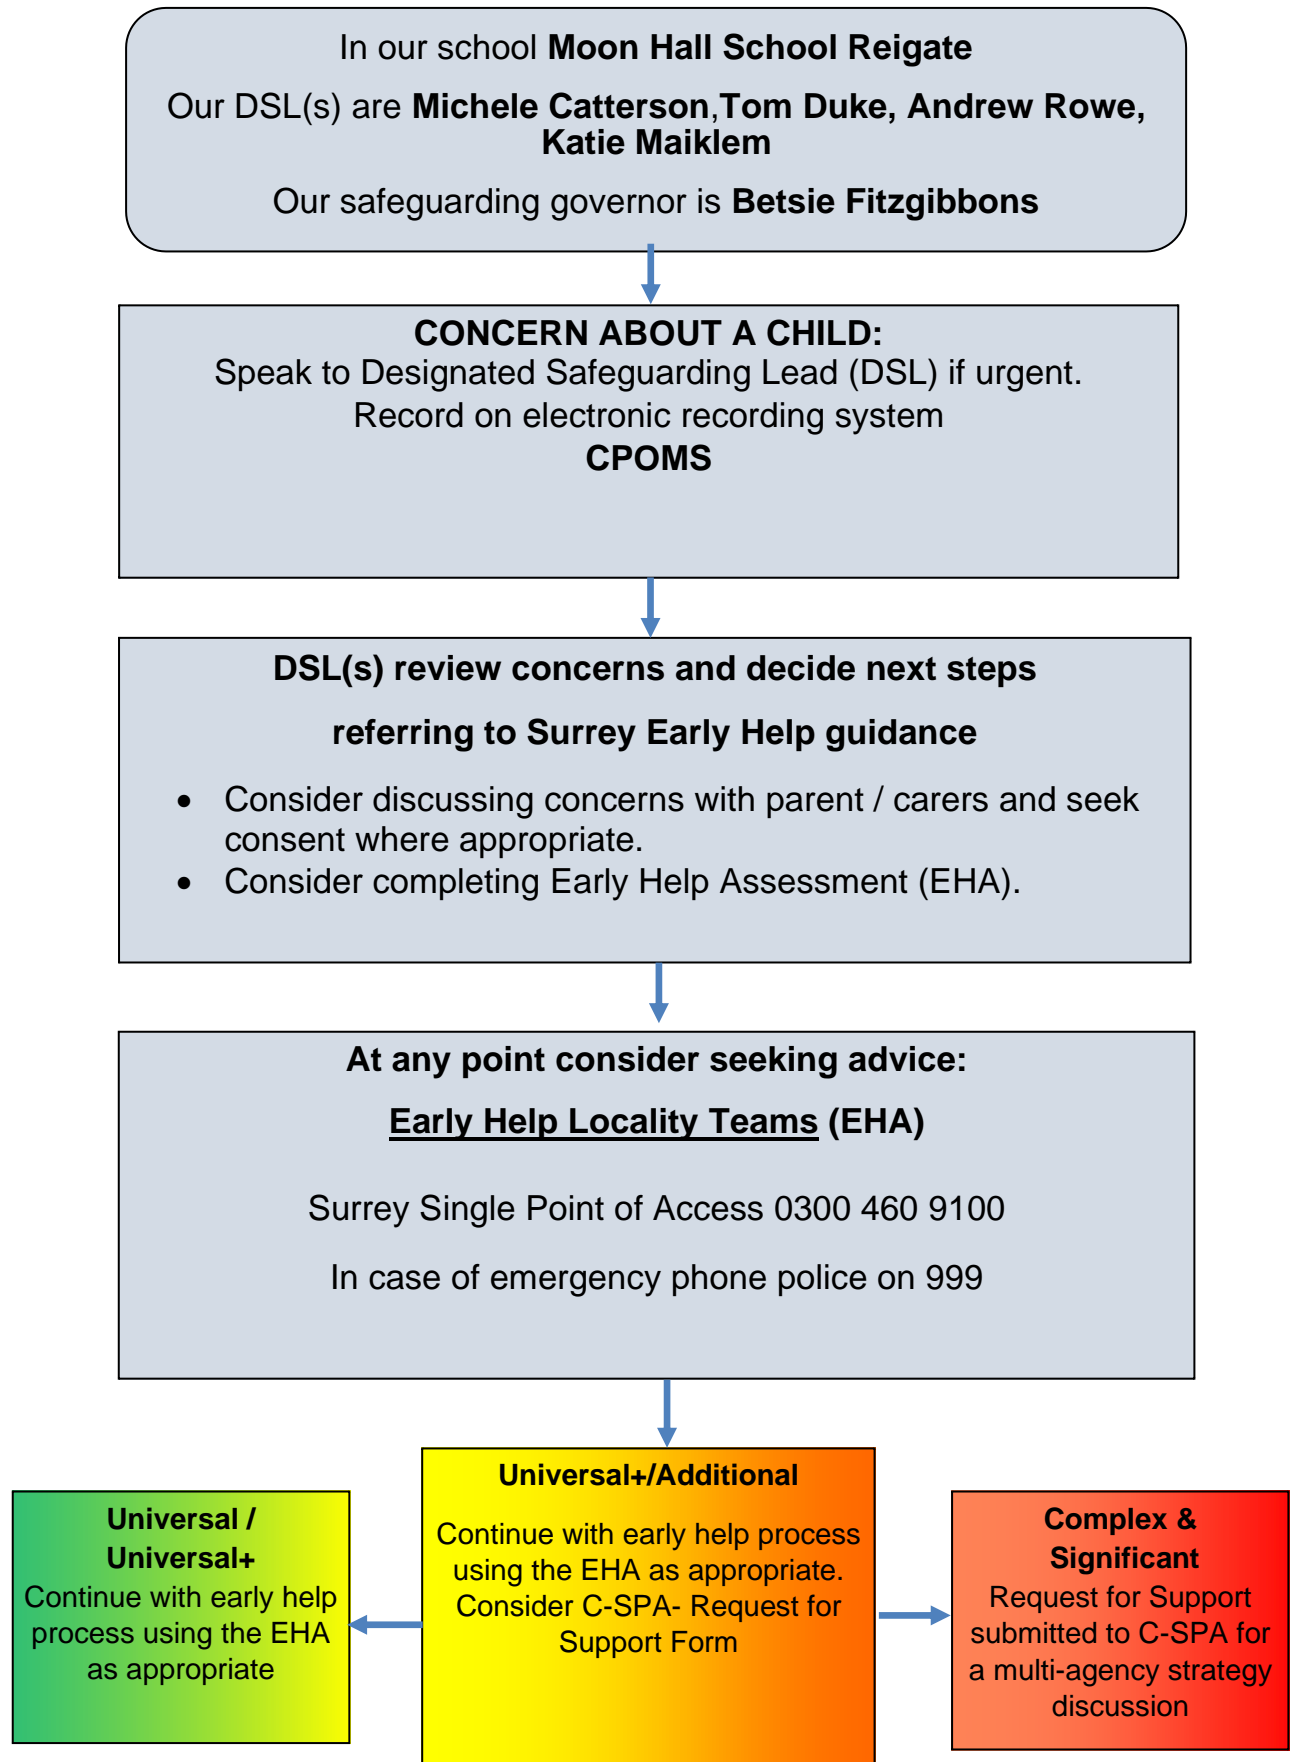 In our school Moon Hall School Reigate
Our DSL(s) are Michele Catterson,Tom Duke, Andrew Rowe,
Katie Maiklem
Our safeguarding governor is Betsie Fitzgibbons
CONCERN ABOUT A CHILD:
Speak to Designated Safeguarding Lead (DSL) if urgent.
Record on electronic recording system
CPOMS
DSL(s) review concerns and decide next steps
referring to Surrey Early Help guidance
• Consider discussing concerns with parent / carers and seek
consent where appropriate.
• Consider completing Early Help Assessment (EHA).
At any point consider seeking advice:
Early Help Locality Teams (EHA)
Surrey Single Point of Access 0300 460 9100
In case of emergency phone police on 999
Universal /
Universal+
Continue with early help
process using the EHA
as appropriate
Universal+/Additional
Continue with early help process
using the EHA as appropriate.
Consider C-SPA- Request for
Support Form
Complex &
Significant
Request for Support
submitted to C-SPA for
a multi-agency strategy
discussion